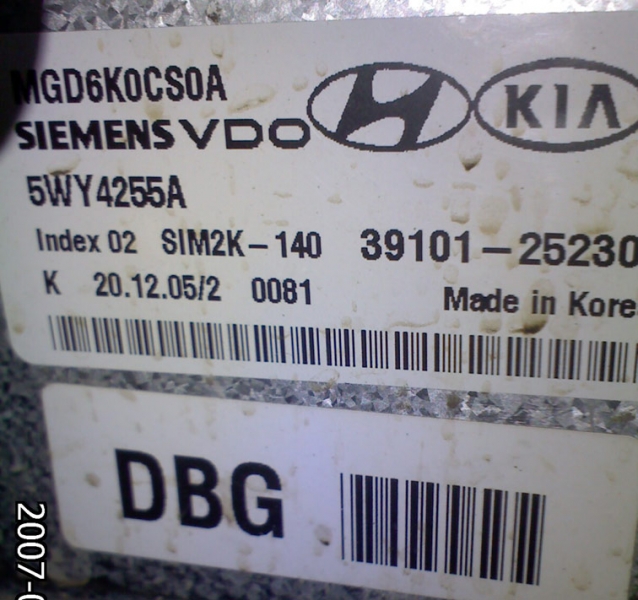 MGD6K0CS0A
SIEMENS VDO KIA
5WY4255A
Index 02 SIM2K-140 39101-25230
K 20.12.05/2 0081 Made in Kore
DBG
2007-0